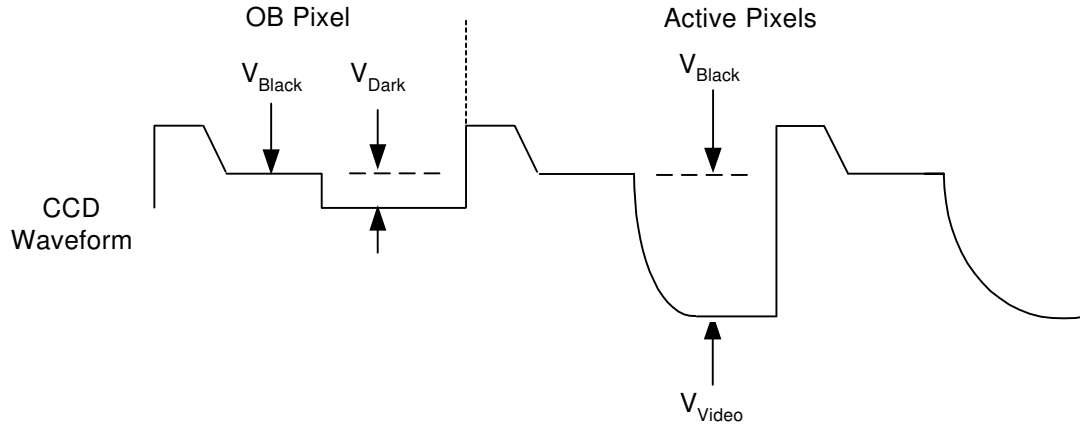 OB Pixel
Active Pixels
V_Black
V_Dark
V_Black
CCD
Waveform
V_Video